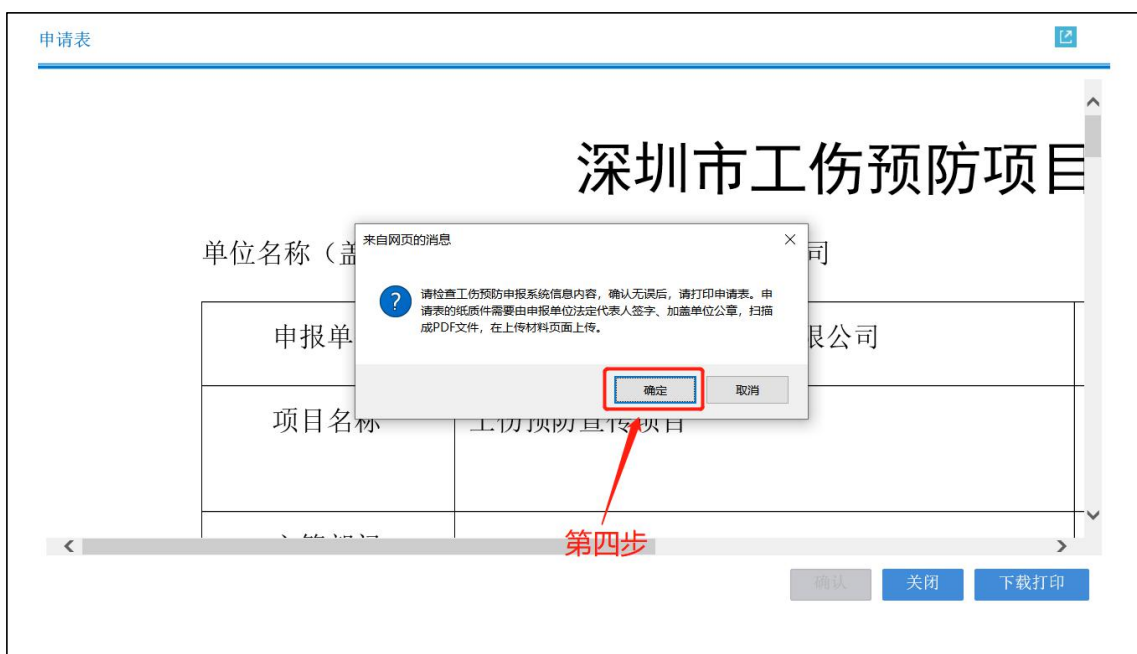 申请表
深圳市工伤预防项目
单位名称（盖
司
来自网页的消息
请检查工伤预防申报系统信息内容，确认无误后，请打印申请表。申
请表的纸质件需要由申报单位法定代表人签字、加盖单位公章，扫描
成PDF文件，在上传材料页面上传。
确定
取消
申报单
限公司
项目名称
工伤预防宣传项目
第四步
确认
关闭
下载打印